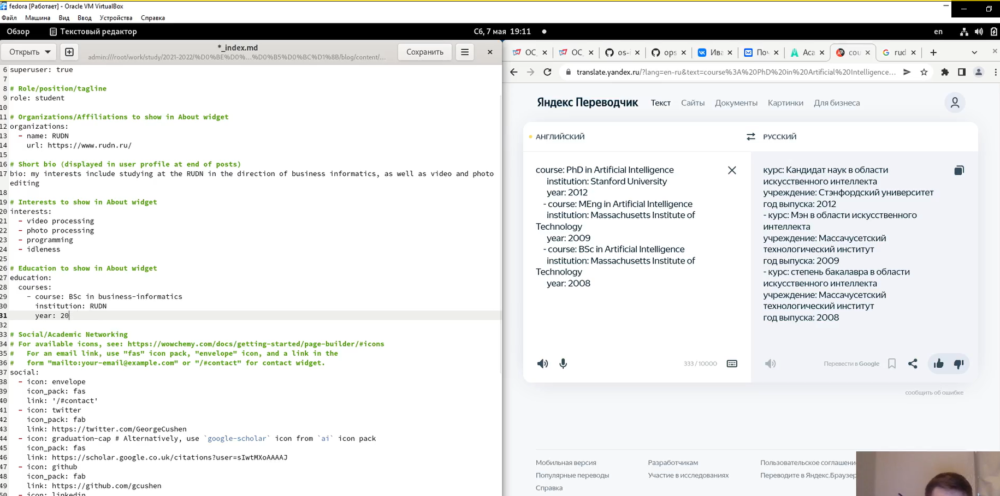 fedora [Работает] - Oracle VM VirtualBox
Файл Машина Вид Ввод Устройства Справка
Обзор Текстовый редактор Сб, 7 мая 19:11 en
Открыть *_index.md Сохранить
admin:///root/work/study/2021-2022/%D0%BE%D0%...%D0%B5%D0%BC%D1%8B/blog/content/...
6 superuser: true
7
8 # Role/position/tagline
9 role: student
10
11 # Organizations/Affiliations to show in About widget
12 organizations:
13 - name: RUDN
14 url: https://www.rudn.ru/
15
16 # Short bio (displayed in user profile at end of posts)
17 bio: my interests include studying at the RUDN in the direction of business informatics, as well as video and photo
editing
18
19 # Interests to show in About widget
20 interests:
21 - video processing
22 - photo processing
23 - programming
24 - idleness
25
26 # Education to show in About widget
27 education:
28 courses:
29 - course: BSc in business-informatics
30 institution: RUDN
31 year: 20
32
33 # Social/Academic Networking
34 # For available icons, see: https://wowchemy.com/docs/getting-started/page-builder/#icons
35 # For an email link, use "fas" icon pack, "envelope" icon, and a link in the
36 # form "mailto:your-email@example.com" or "/#contact" for contact widget.
37 social:
38 - icon: envelope
39 icon_pack: fas
40 link: '/#contact'
41 - icon: twitter
42 icon_pack: fab
43 link: https://twitter.com/GeorgeCushen
44 - icon: graduation-cap # Alternatively, use `google-scholar` icon from `ai` icon pack
45 icon_pack: fas
46 link: https://scholar.google.co.uk/citations?user=sIwtMXoAAAAJ
47 - icon: github
48 icon_pack: fab
49 link: https://github.com/gcushen
50 - icon: linkedin
ОС_ ОС_ os-i ops Ива Поч Aca cou rud
translate.yandex.ru/?lang=en-ru&text=course%3A%20PhD%20in%20Artificial%20Intelligence...
Яндекс Переводчик Текст Сайты Документы Картинки Для бизнеса
АНГЛИЙСКИЙ РУССКИЙ
course: PhD in Artificial Intelligence
institution: Stanford University
year: 2012
- course: MEng in Artificial Intelligence
institution: Massachusetts Institute of
Technology
year: 2009
- course: BSc in Artificial Intelligence
institution: Massachusetts Institute of
Technology
year: 2008
333 / 10000
курс: Кандидат наук в области
искусственного интеллекта
учреждение: Стэнфордский университет
год выпуска: 2012
- курс: Мэн в области искусственного
интеллекта
учреждение: Массачусетский
технологический институт
год выпуска: 2009
- курс: степень бакалавра в области
искусственного интеллекта
учреждение: Массачусетский
технологический институт
год выпуска: 2008
Перевести в Google
сообщить об ошибке
Мобильная версия Разработчикам Пользовательское соглашени
Популярные переводы Участие в исследованиях Переводите в Яндекс.Браузер
Справка